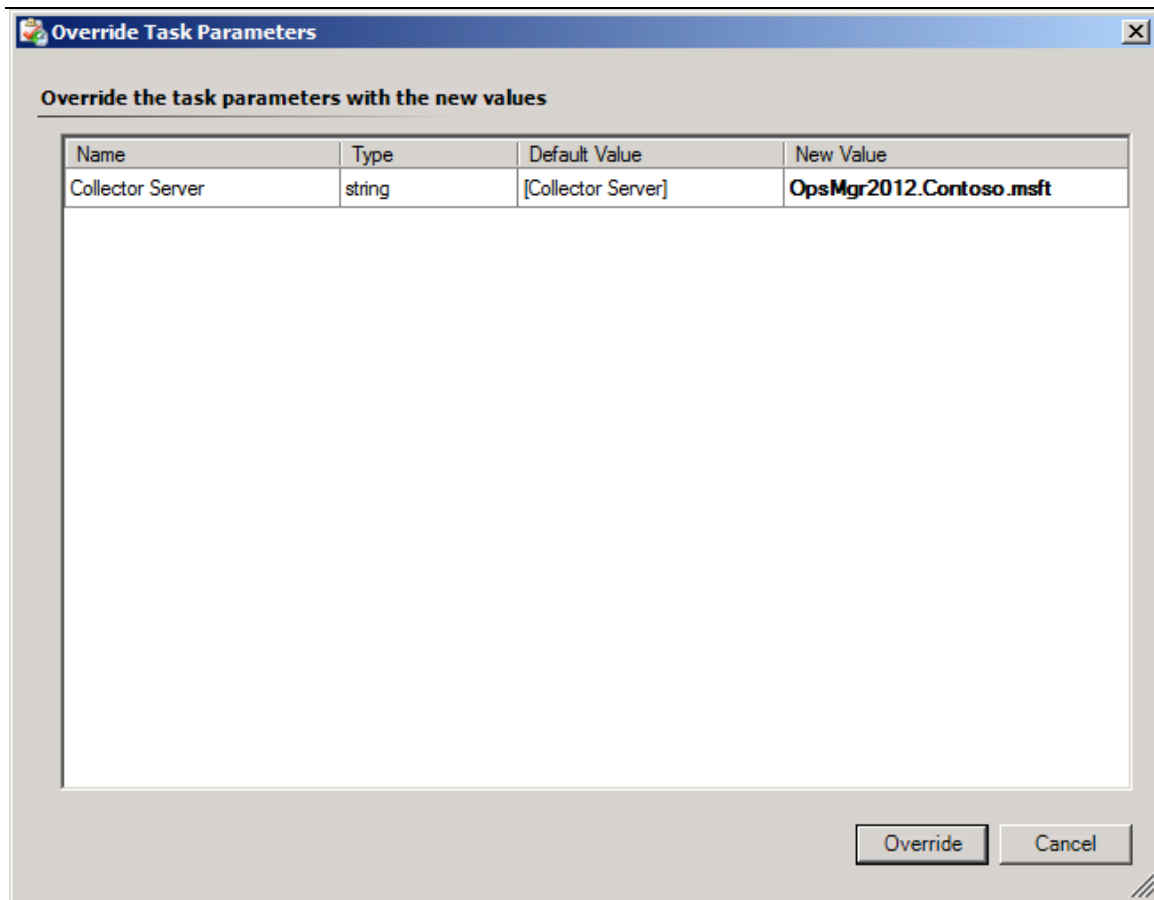 Override Task Parameters
Override the task parameters with the new values
Name Type Default Value New Value
Collector Server string [Collector Server] OpsMgr2012.Contoso.msft
Override Cancel